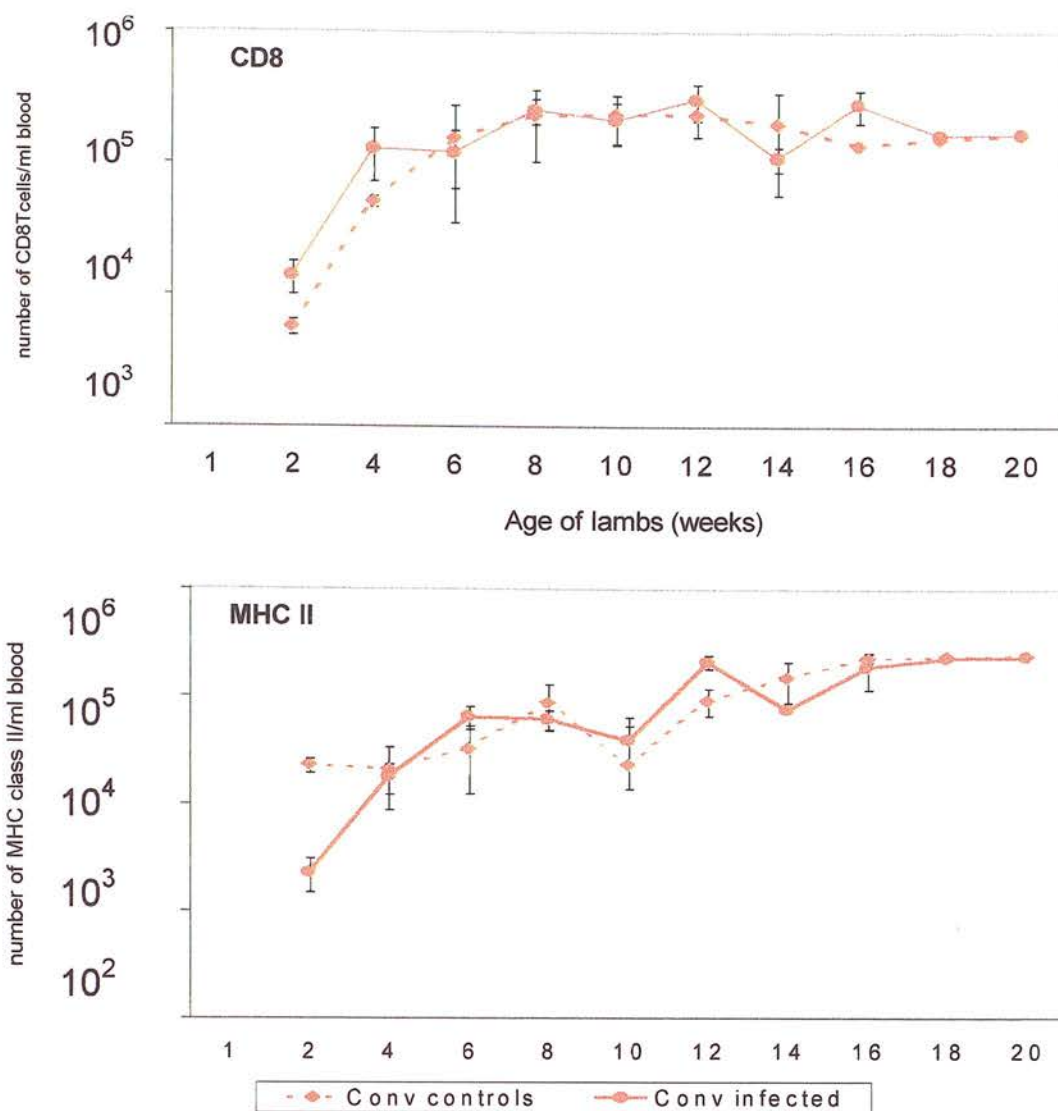 CD8
number of CD8Tcells/ml blood
10^6
10^5
10^4
10^3
1 2 4 6 8 10 12 14 16 18 20
Age of lambs (weeks)
MHC II
number of MHC class II/ml blood
10^6
10^5
10^4
10^3
10^2
1 2 4 6 8 10 12 14 16 18 20
Conv controls Conv infected